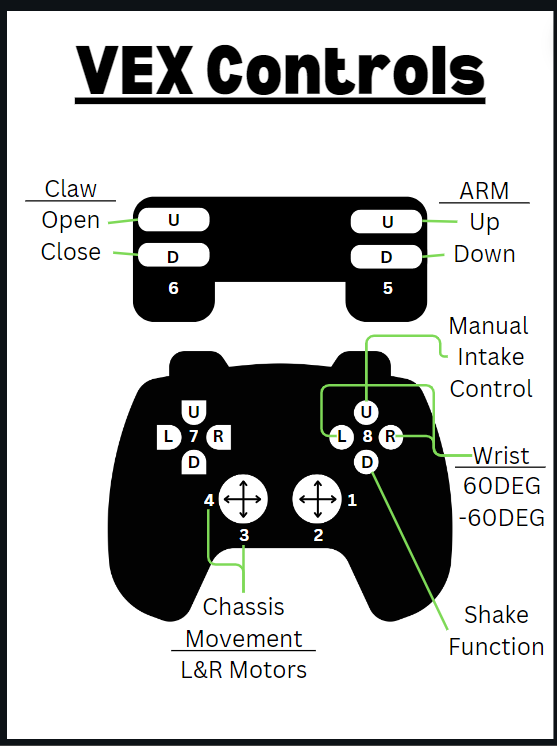 VEX Controls
Claw
Open
Close
U
D
6
U
D
5
ARM
Up
Down
Manual
Intake
Control
U
L 7 R
D
U
L 8 R
D
Wrist
60DEG
-60DEG
4
3
1
2
Chassis
Movement
L&R Motors
Shake
Function